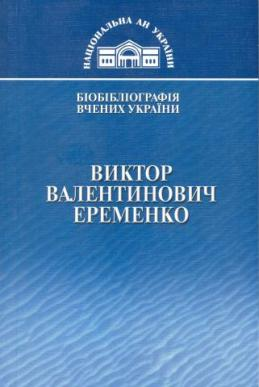 НАЦІОНАЛЬНА АН УКРАЇНИ
БІОБІБЛІОГРАФІЯ
ВЧЕНИХ УКРАЇНИ
ВИКТОР
ВАЛЕНТИНОВИЧ
ЕРЕМЕНКО